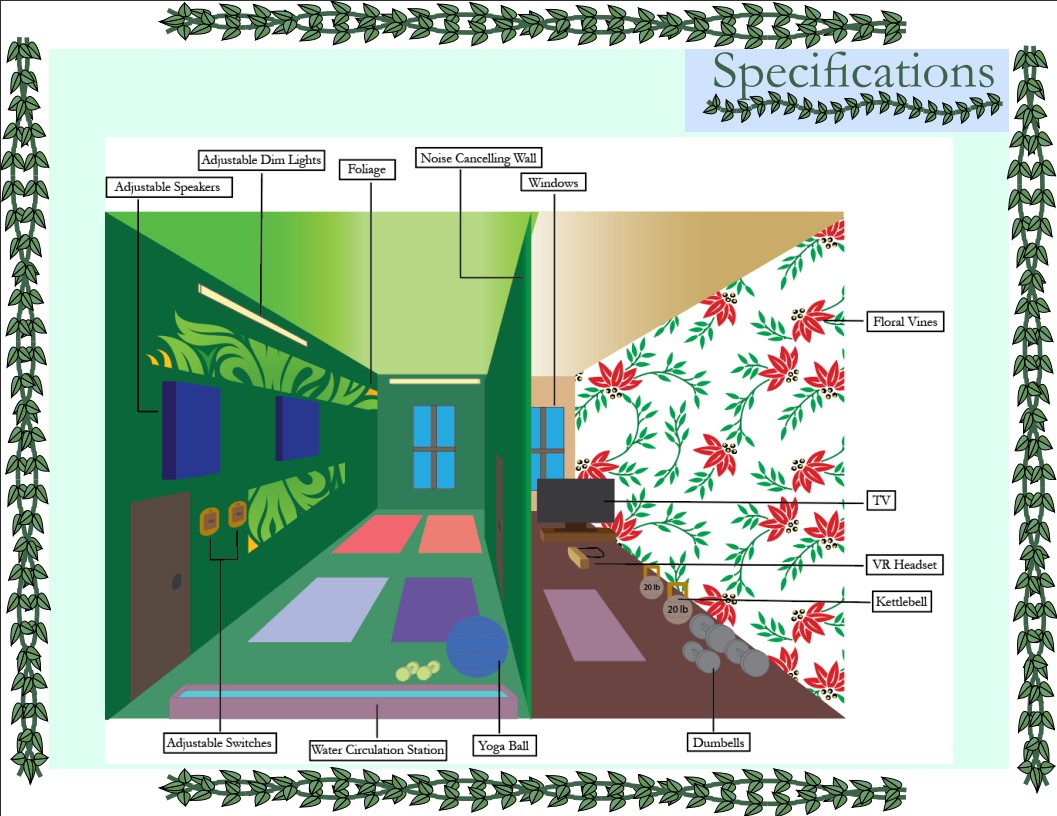 Specifications
Adjustable Dim Lights
Noise Cancelling Wall
Foliage
Windows
Adjustable Speakers
Floral Vines
TV
VR Headset
20 lb
Kettlebell
20 lb
Adjustable Switches
Water Circulation Station
Yoga Ball
Dumbells